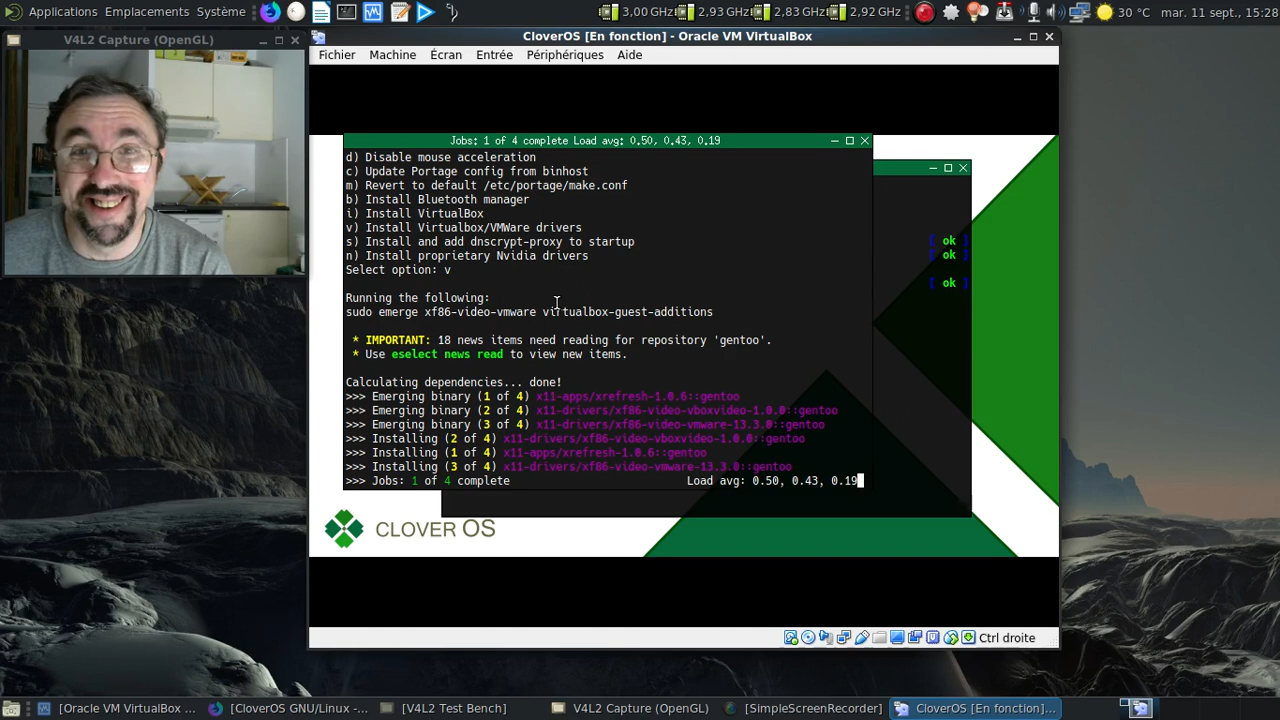 Applications Emplacements Système 3,00 GHz 2,93 GHz 2,83 GHz 2,92 GHz 30 °C mar. 11 sept., 15:28
V4L2 Capture (OpenGL)
CloverOS [En fonction] - Oracle VM VirtualBox
Fichier Machine Écran Entrée Périphériques Aide
Jobs: 1 of 4 complete Load avg: 0.50, 0.43, 0.19
d) Disable mouse acceleration
c) Update Portage config from binhost
m) Revert to default /etc/portage/make.conf
b) Install Bluetooth manager
i) Install VirtualBox
v) Install Virtualbox/VMWare drivers
s) Install and add dnscrypt-proxy to startup
n) Install proprietary Nvidia drivers
Select option: v
Running the following:
sudo emerge xf86-video-vmware virtualbox-guest-additions
* IMPORTANT: 18 news items need reading for repository 'gentoo'.
* Use eselect news read to view new items.
Calculating dependencies... done!
>>> Emerging binary (1 of 4) x11-apps/xrefresh-1.0.6::gentoo
>>> Emerging binary (2 of 4) x11-drivers/xf86-video-vboxvideo-1.0.0::gentoo
>>> Emerging binary (3 of 4) x11-drivers/xf86-video-vmware-13.3.0::gentoo
>>> Installing (2 of 4) x11-drivers/xf86-video-vboxvideo-1.0.0::gentoo
>>> Installing (1 of 4) x11-apps/xrefresh-1.0.6::gentoo
>>> Installing (3 of 4) x11-drivers/xf86-video-vmware-13.3.0::gentoo
>>> Jobs: 1 of 4 complete Load avg: 0.50, 0.43, 0.19
[ ok ]
[ ok ]
[ ok ]
CLOVER OS
Ctrl droite
[Oracle VM VirtualBox ... [CloverOS GNU/Linux -... [V4L2 Test Bench] V4L2 Capture (OpenGL) [SimpleScreenRecorder] CloverOS [En fonction]...